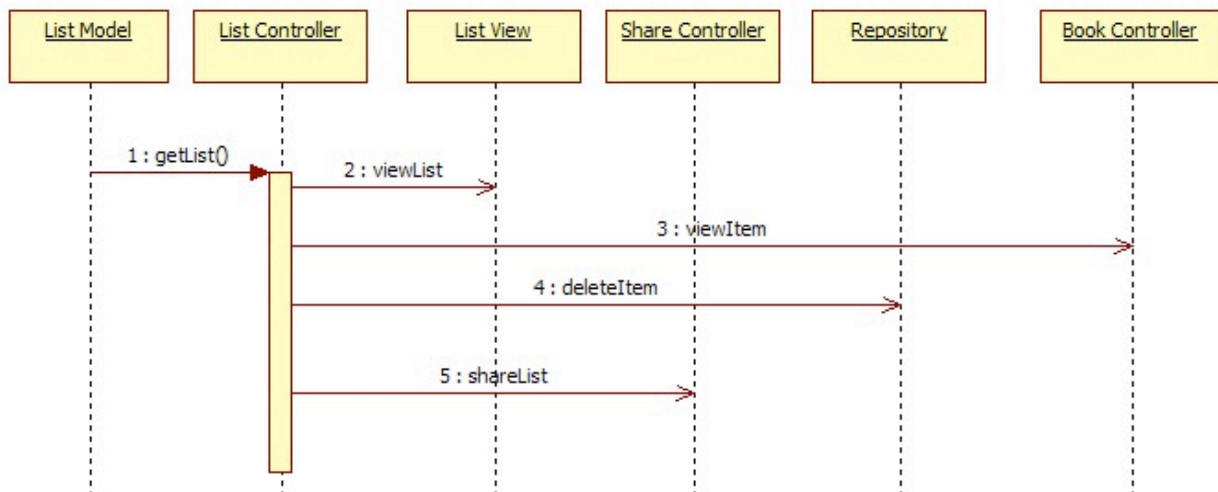 List Model
List Controller
List View
Share Controller
Repository
Book Controller
1 : getList()
2 : viewList
3 : viewItem
4 : deleteItem
5 : shareList